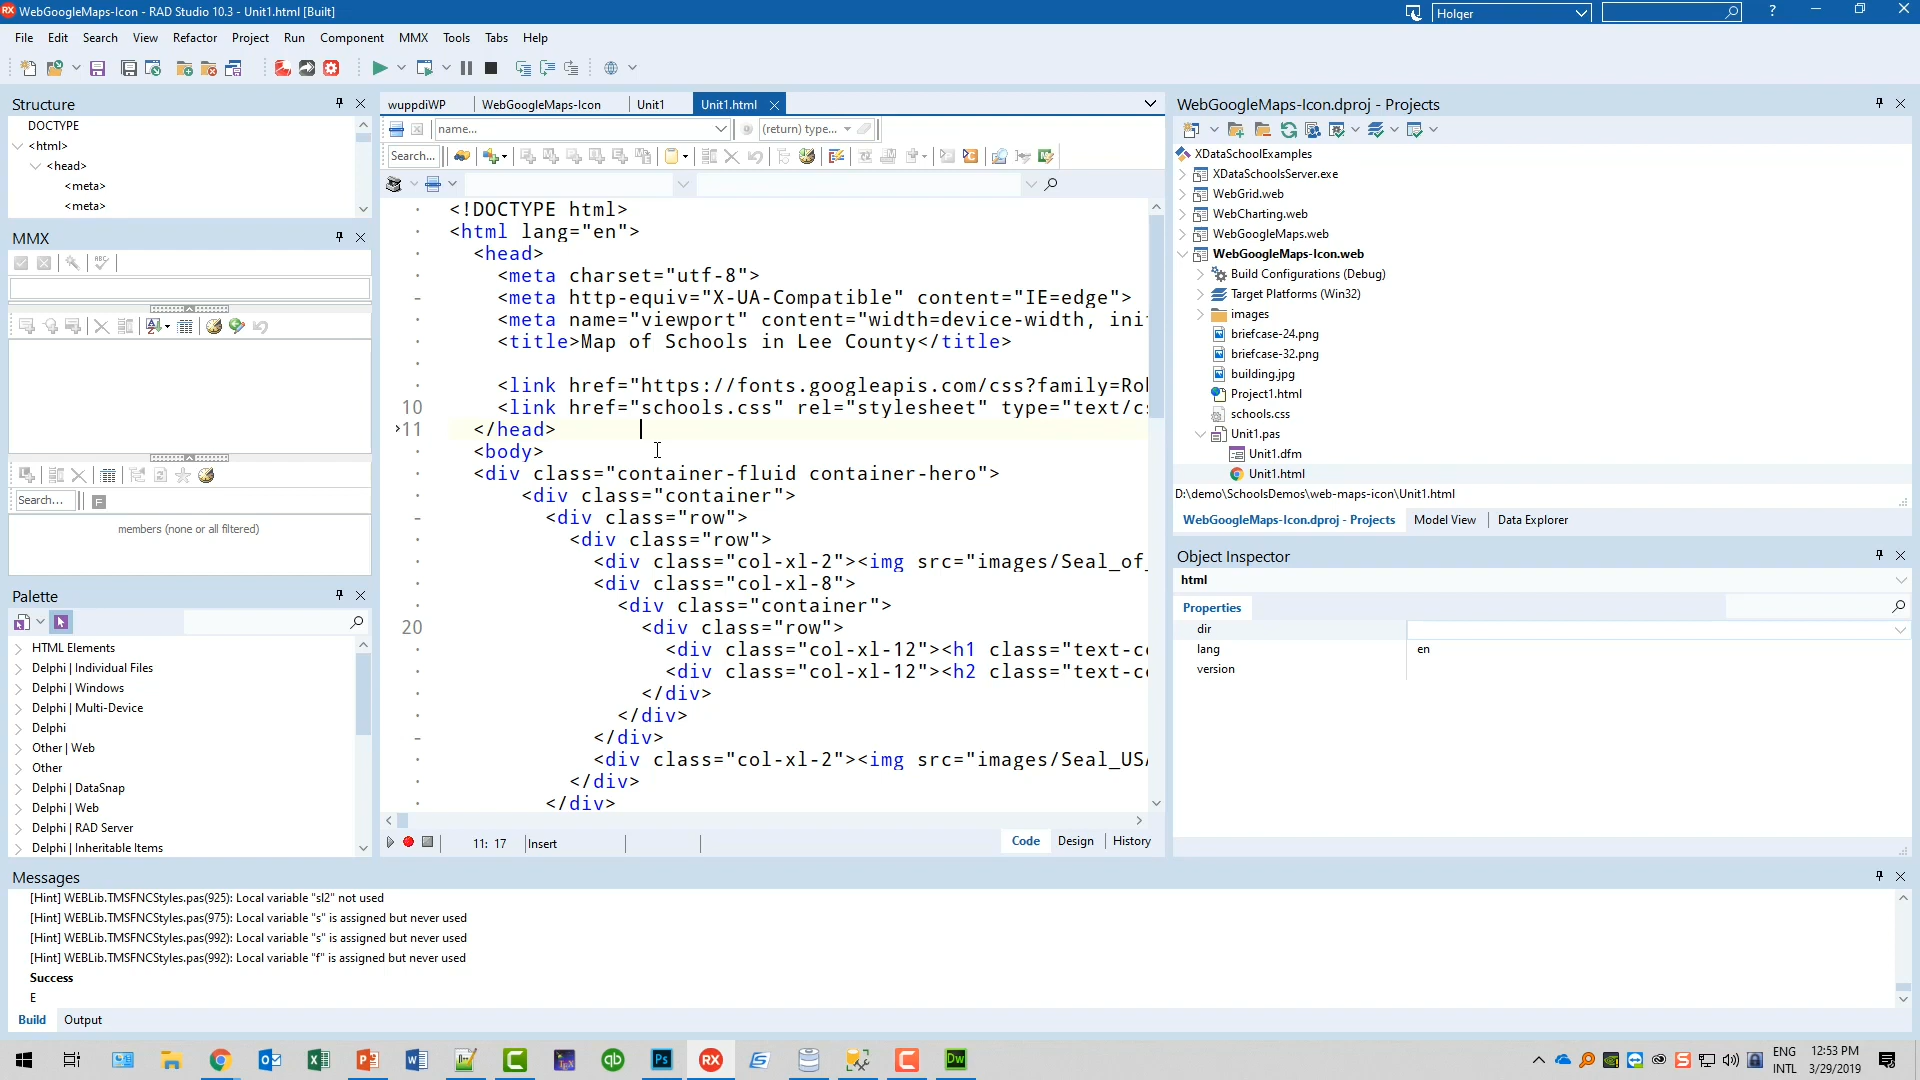 WebGoogleMaps-Icon - RAD Studio 10.3 - Unit1.html [Built]
Holger
File Edit Search View Refactor Project Run Component MMX Tools Tabs Help
Structure
DOCTYPE
<html>
<head>
<meta>
<meta>
MMX
Search...
members (none or all filtered)
Palette
HTML Elements
Delphi | Individual Files
Delphi | Windows
Delphi | Multi-Device
Delphi
Other | Web
Other
Delphi | DataSnap
Delphi | Web
Delphi | RAD Server
Delphi | Inheritable Items
wuppdiWP WebGoogleMaps-Icon Unit1 Unit1.html
name... (return) type...
Search...
<!DOCTYPE html>
<html lang="en">
<head>
<meta charset="utf-8">
<meta http-equiv="X-UA-Compatible" content="IE=edge">
<meta name="viewport" content="width=device-width, ini
<title>Map of Schools in Lee County</title>
<link href="https://fonts.googleapis.com/css?family=Rob
10 <link href="schools.css" rel="stylesheet" type="text/cs
11 </head>
<body>
<div class="container-fluid container-hero">
<div class="container">
<div class="row">
<div class="row">
<div class="col-xl-2"><img src="images/Seal_of_
<div class="col-xl-8">
<div class="container">
20 <div class="row">
<div class="col-xl-12"><h1 class="text-ce
<div class="col-xl-12"><h2 class="text-ce
</div>
</div>
</div>
<div class="col-xl-2"><img src="images/Seal_USA
</div>
</div>
11: 17 Insert
Code Design History
WebGoogleMaps-Icon.dproj - Projects
XDataSchoolExamples
XDataSchoolsServer.exe
WebGrid.web
WebCharting.web
WebGoogleMaps.web
WebGoogleMaps-Icon.web
Build Configurations (Debug)
Target Platforms (Win32)
images
briefcase-24.png
briefcase-32.png
building.jpg
Project1.html
schools.css
Unit1.pas
Unit1.dfm
Unit1.html
D:\demo\SchoolsDemos\web-maps-icon\Unit1.html
WebGoogleMaps-Icon.dproj - Projects Model View Data Explorer
Object Inspector
html
Properties
dir
lang en
version
Messages
[Hint] WEBLib.TMSFNCStyles.pas(925): Local variable "sl2" not used
[Hint] WEBLib.TMSFNCStyles.pas(975): Local variable "s" is assigned but never used
[Hint] WEBLib.TMSFNCStyles.pas(992): Local variable "s" is assigned but never used
[Hint] WEBLib.TMSFNCStyles.pas(992): Local variable "f" is assigned but never used
Success
E
Build Output
ENG
INTL
12:53 PM
3/29/2019